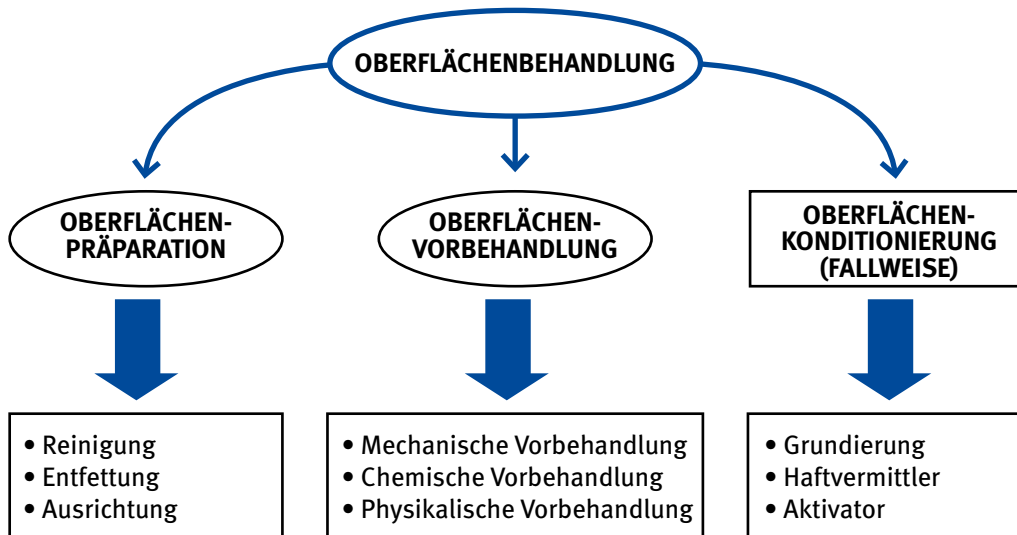 OBERFLÄCHENBEHANDLUNG
OBERFLÄCHEN-
PRÄPARATION
OBERFLÄCHEN-
VORBEHANDLUNG
OBERFLÄCHEN-
KONDITIONIERUNG
(FALLWEISE)
• Reinigung
• Entfettung
• Ausrichtung
• Mechanische Vorbehandlung
• Chemische Vorbehandlung
• Physikalische Vorbehandlung
• Grundierung
• Haftvermittler
• Aktivator